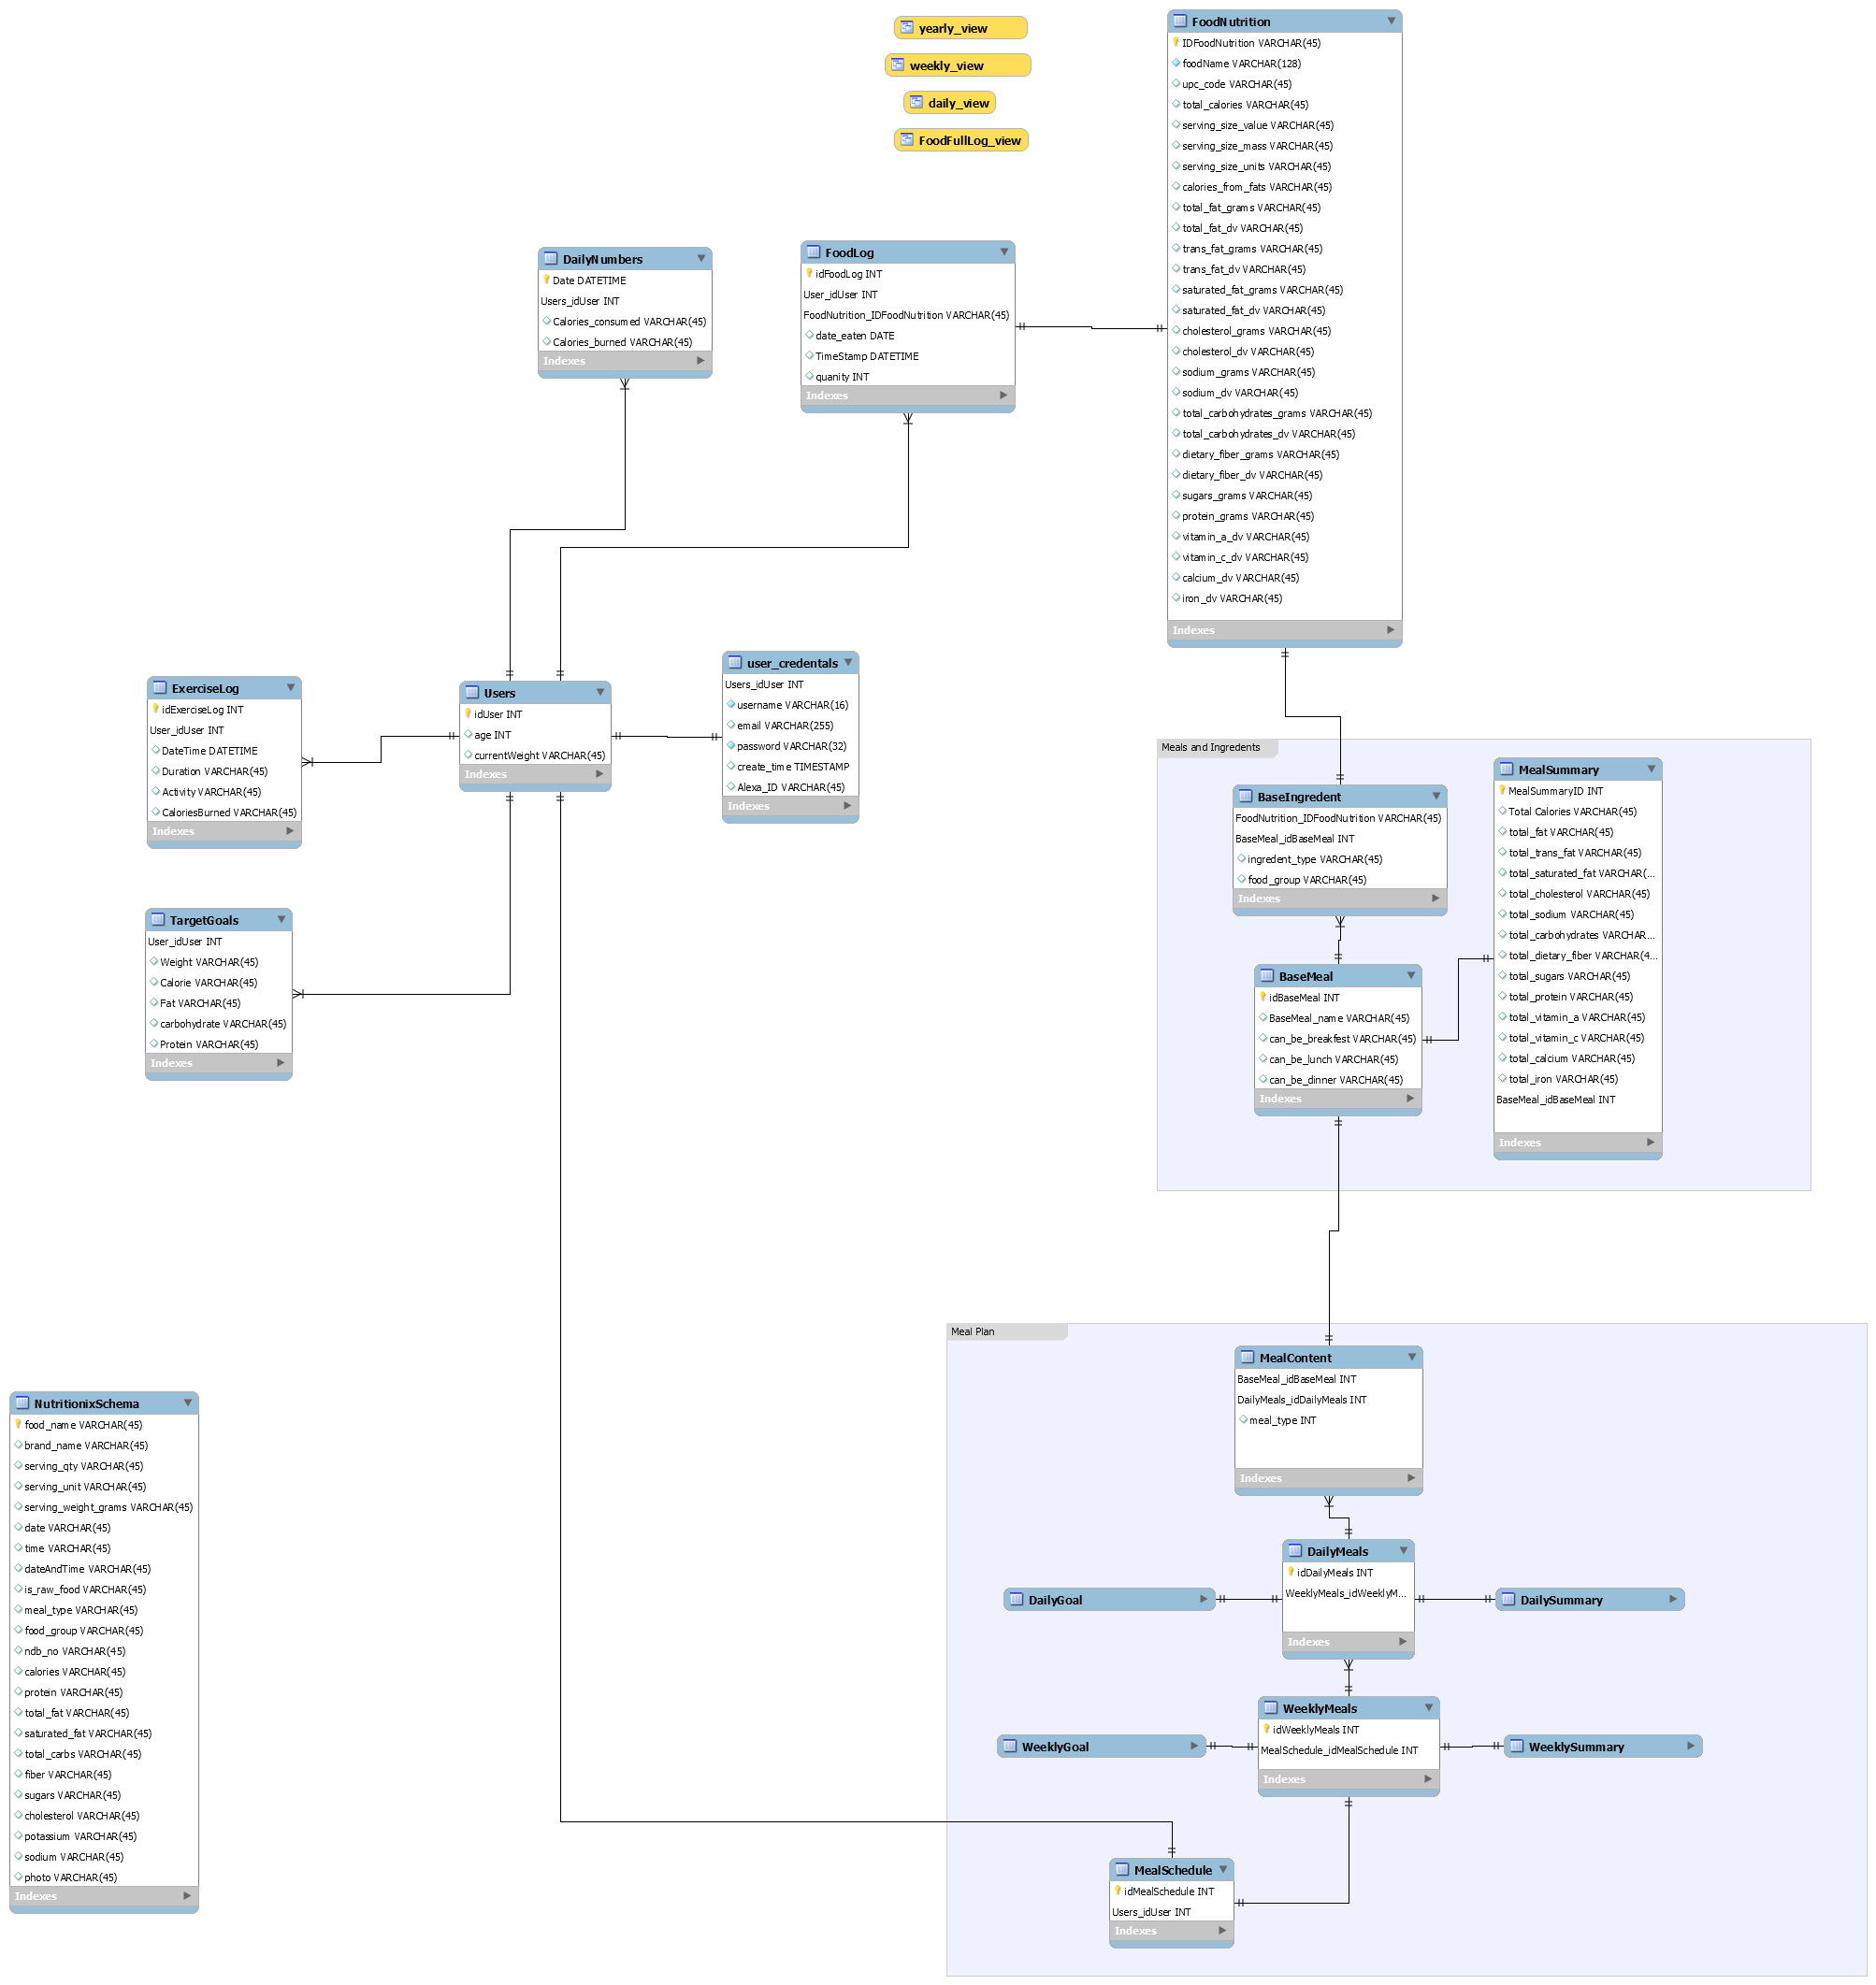 yearly_view
weekly_view
daily_view
FoodFullLog_view
FoodNutrition
IDFoodNutrition VARCHAR(45)
foodName VARCHAR(128)
upc_code VARCHAR(45)
total_calories VARCHAR(45)
serving_size_value VARCHAR(45)
serving_size_mass VARCHAR(45)
serving_size_units VARCHAR(45)
calories_from_fats VARCHAR(45)
total_fat_grams VARCHAR(45)
total_fat_dv VARCHAR(45)
trans_fat_grams VARCHAR(45)
trans_fat_dv VARCHAR(45)
saturated_fat_grams VARCHAR(45)
saturated_fat_dv VARCHAR(45)
cholesterol_grams VARCHAR(45)
cholesterol_dv VARCHAR(45)
sodium_grams VARCHAR(45)
sodium_dv VARCHAR(45)
total_carbohydrates_grams VARCHAR(45)
total_carbohydrates_dv VARCHAR(45)
dietary_fiber_grams VARCHAR(45)
dietary_fiber_dv VARCHAR(45)
sugars_grams VARCHAR(45)
protein_grams VARCHAR(45)
vitamin_a_dv VARCHAR(45)
vitamin_c_dv VARCHAR(45)
calcium_dv VARCHAR(45)
iron_dv VARCHAR(45)
Indexes
DailyNumbers
Date DATETIME
Users_idUser INT
Calories_consumed VARCHAR(45)
Calories_burned VARCHAR(45)
Indexes
FoodLog
idFoodLog INT
User_idUser INT
FoodNutrition_IDFoodNutrition VARCHAR(45)
date_eaten DATE
TimeStamp DATETIME
quanity INT
Indexes
ExerciseLog
idExerciseLog INT
User_idUser INT
DateTime DATETIME
Duration VARCHAR(45)
Activity VARCHAR(45)
CaloriesBurned VARCHAR(45)
Indexes
Users
idUser INT
age INT
currentWeight VARCHAR(45)
Indexes
user_credentals
Users_idUser INT
username VARCHAR(16)
email VARCHAR(255)
password VARCHAR(32)
create_time TIMESTAMP
Alexa_ID VARCHAR(45)
Indexes
TargetGoals
User_idUser INT
Weight VARCHAR(45)
Calorie VARCHAR(45)
Fat VARCHAR(45)
carbohydrate VARCHAR(45)
Protein VARCHAR(45)
Indexes
Meals and Ingredents
BaseIngredent
FoodNutrition_IDFoodNutrition VARCHAR(45)
BaseMeal_idBaseMeal INT
ingredent_type VARCHAR(45)
food_group VARCHAR(45)
Indexes
MealSummary
MealSummaryID INT
Total Calories VARCHAR(45)
total_fat VARCHAR(45)
total_trans_fat VARCHAR(45)
total_saturated_fat VARCHAR(...
total_cholesterol VARCHAR(45)
total_sodium VARCHAR(45)
total_carbohydrates VARCHAR...
total_dietary_fiber VARCHAR(4...
total_sugars VARCHAR(45)
total_protein VARCHAR(45)
total_vitamin_a VARCHAR(45)
total_vitamin_c VARCHAR(45)
total_calcium VARCHAR(45)
total_iron VARCHAR(45)
BaseMeal_idBaseMeal INT
Indexes
BaseMeal
idBaseMeal INT
BaseMeal_name VARCHAR(45)
can_be_breakfest VARCHAR(45)
can_be_lunch VARCHAR(45)
can_be_dinner VARCHAR(45)
Indexes
Meal Plan
MealContent
BaseMeal_idBaseMeal INT
DailyMeals_idDailyMeals INT
meal_type INT
Indexes
DailyMeals
idDailyMeals INT
WeeklyMeals_idWeeklyM...
Indexes
DailyGoal
DailySummary
WeeklyMeals
idWeeklyMeals INT
MealSchedule_idMealSchedule INT
Indexes
WeeklyGoal
WeeklySummary
MealSchedule
idMealSchedule INT
Users_idUser INT
Indexes
NutritionixSchema
food_name VARCHAR(45)
brand_name VARCHAR(45)
serving_qty VARCHAR(45)
serving_unit VARCHAR(45)
serving_weight_grams VARCHAR(45)
date VARCHAR(45)
time VARCHAR(45)
dateAndTime VARCHAR(45)
is_raw_food VARCHAR(45)
meal_type VARCHAR(45)
food_group VARCHAR(45)
ndb_no VARCHAR(45)
calories VARCHAR(45)
protein VARCHAR(45)
total_fat VARCHAR(45)
saturated_fat VARCHAR(45)
total_carbs VARCHAR(45)
fiber VARCHAR(45)
sugars VARCHAR(45)
cholesterol VARCHAR(45)
potassium VARCHAR(45)
sodium VARCHAR(45)
photo VARCHAR(45)
Indexes